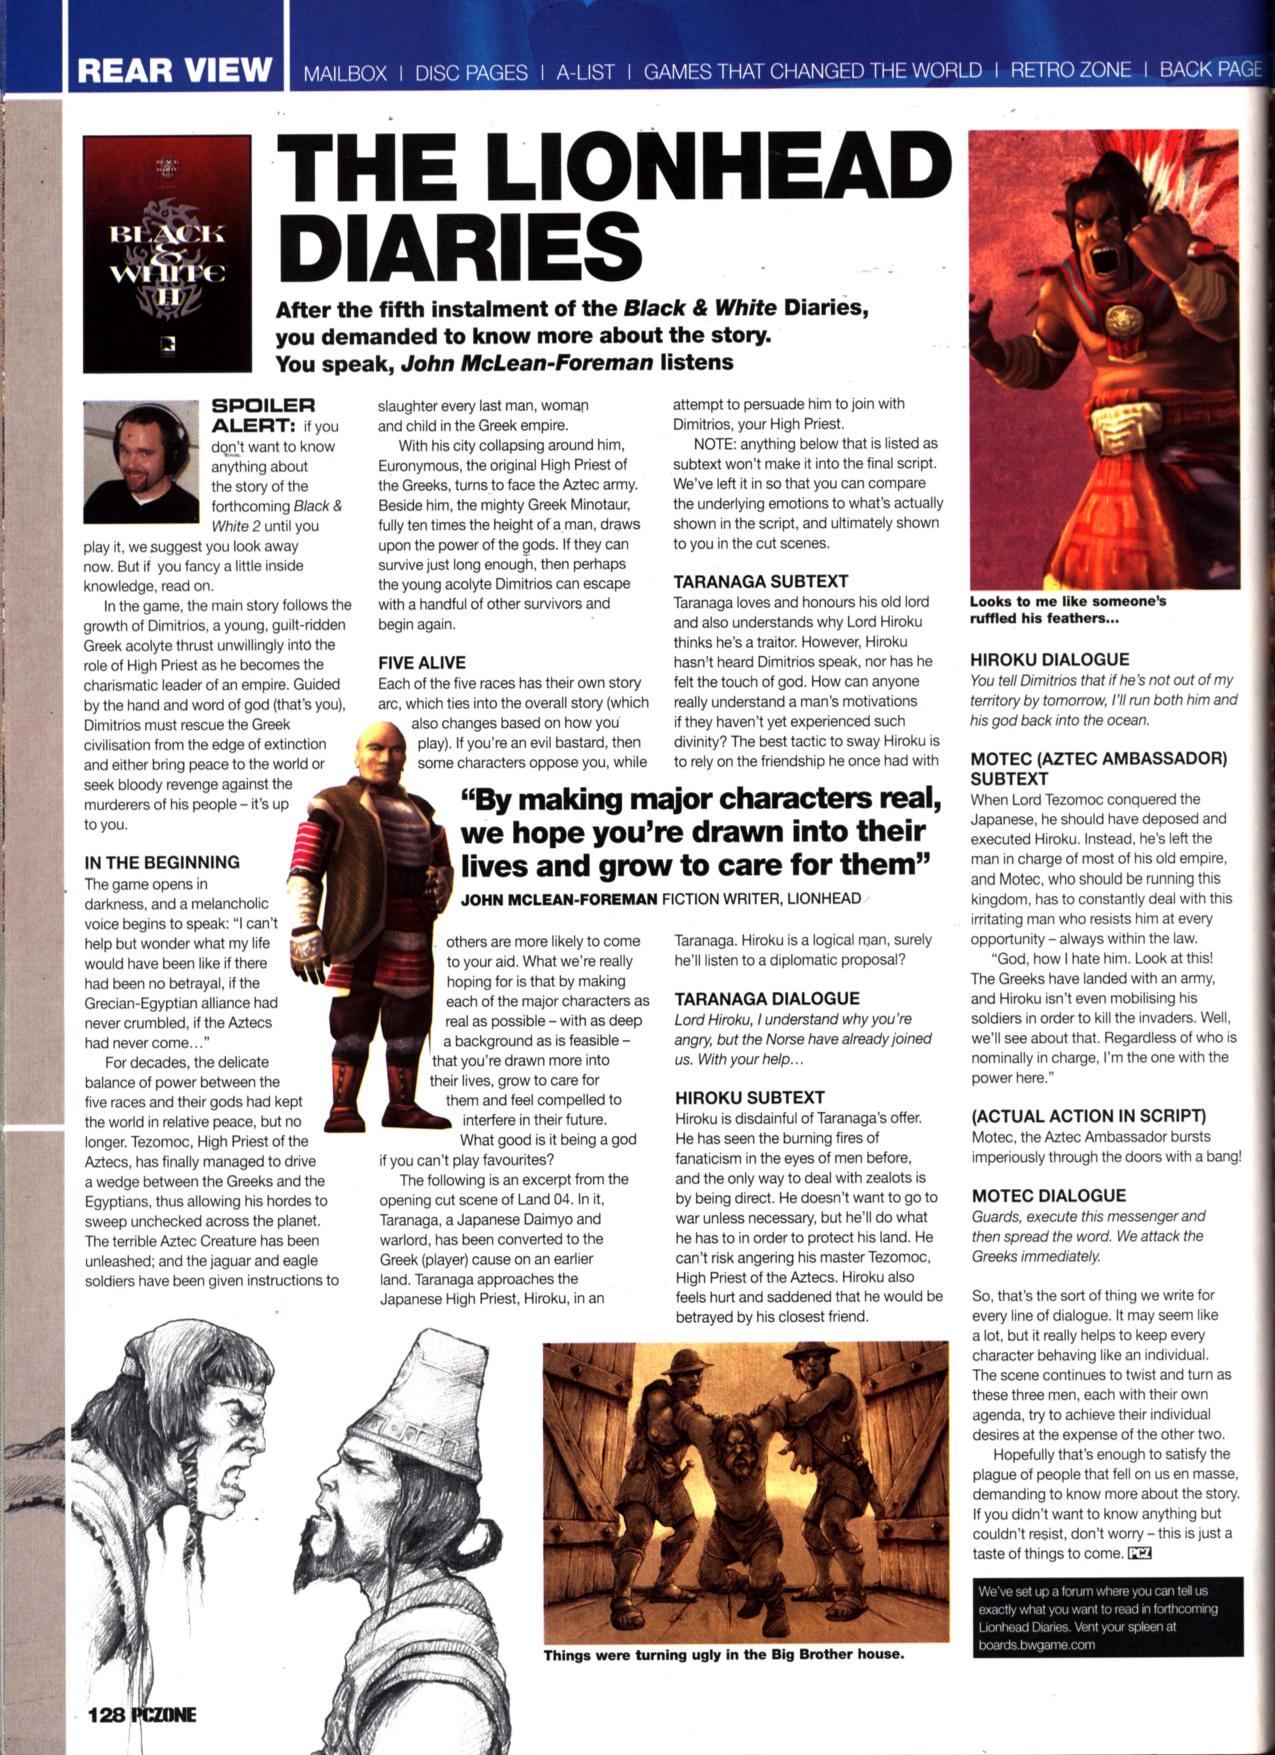 REAR VIEW
MAILBOX | DISC PAGES | A-LIST | GAMES THAT CHANGED THE WORLD | RETRO ZONE | BACK PAGE
BLACK
&
WHITE
II
THE LIONHEAD
DIARIES
After the fifth instalment of the Black & White Diaries,
you demanded to know more about the story.
You speak, John McLean-Foreman listens
SPOILER
ALERT: if you
don't want to know
anything about
the story of the
forthcoming Black &
White 2 until you
play it, we suggest you look away
now. But if you fancy a little inside
knowledge, read on.
In the game, the main story follows the
growth of Dimitrios, a young, guilt-ridden
Greek acolyte thrust unwillingly into the
role of High Priest as he becomes the
charismatic leader of an empire. Guided
by the hand and word of god (that's you),
Dimitrios must rescue the Greek
civilisation from the edge of extinction
and either bring peace to the world or
seek bloody revenge against the
murderers of his people – it's up
to you.
IN THE BEGINNING
The game opens in
darkness, and a melancholic
voice begins to speak: "I can't
help but wonder what my life
would have been like if there
had been no betrayal, if the
Grecian-Egyptian alliance had
never crumbled, if the Aztecs
had never come..."
For decades, the delicate
balance of power between the
five races and their gods had kept
the world in relative peace, but no
longer. Tezomoc, High Priest of the
Aztecs, has finally managed to drive
a wedge between the Greeks and the
Egyptians, thus allowing his hordes to
sweep unchecked across the planet.
The terrible Aztec Creature has been
unleashed; and the jaguar and eagle
soldiers have been given instructions to
slaughter every last man, woman
and child in the Greek empire.
With his city collapsing around him,
Euronymous, the original High Priest of
the Greeks, turns to face the Aztec army.
Beside him, the mighty Greek Minotaur,
fully ten times the height of a man, draws
upon the power of the gods. If they can
survive just long enough, then perhaps
the young acolyte Dimitrios can escape
with a handful of other survivors and
begin again.
FIVE ALIVE
Each of the five races has their own story
arc, which ties into the overall story (which
also changes based on how you
play). If you're an evil bastard, then
some characters oppose you, while
"By making major characters real,
we hope you're drawn into their
lives and grow to care for them"
JOHN MCLEAN-FOREMAN FICTION WRITER, LIONHEAD
others are more likely to come
to your aid. What we're really
hoping for is that by making
each of the major characters as
real as possible – with as deep
a background as is feasible –
that you're drawn more into
their lives, grow to care for
them and feel compelled to
interfere in their future.
What good is it being a god
if you can't play favourites?
The following is an excerpt from the
opening cut scene of Land 04. In it,
Taranaga, a Japanese Daimyo and
warlord, has been converted to the
Greek (player) cause on an earlier
land. Taranaga approaches the
Japanese High Priest, Hiroku, in an
attempt to persuade him to join with
Dimitrios, your High Priest.
NOTE: anything below that is listed as
subtext won't make it into the final script.
We've left it in so that you can compare
the underlying emotions to what's actually
shown in the script, and ultimately shown
to you in the cut scenes.
TARANAGA SUBTEXT
Taranaga loves and honours his old lord
and also understands why Lord Hiroku
thinks he's a traitor. However, Hiroku
hasn't heard Dimitrios speak, nor has he
felt the touch of god. How can anyone
really understand a man's motivations
if they haven't yet experienced such
divinity? The best tactic to sway Hiroku is
to rely on the friendship he once had with
Taranaga. Hiroku is a logical man, surely
he'll listen to a diplomatic proposal?
TARANAGA DIALOGUE
Lord Hiroku, I understand why you're
angry, but the Norse have already joined
us. With your help...
HIROKU SUBTEXT
Hiroku is disdainful of Taranaga's offer.
He has seen the burning fires of
fanaticism in the eyes of men before,
and the only way to deal with zealots is
by being direct. He doesn't want to go to
war unless necessary, but he'll do what
he has to in order to protect his land. He
can't risk angering his master Tezomoc,
High Priest of the Aztecs. Hiroku also
feels hurt and saddened that he would be
betrayed by his closest friend.
Looks to me like someone's
ruffled his feathers...
HIROKU DIALOGUE
You tell Dimitrios that if he's not out of my
territory by tomorrow, I'll run both him and
his god back into the ocean.
MOTEC (AZTEC AMBASSADOR)
SUBTEXT
When Lord Tezomoc conquered the
Japanese, he should have deposed and
executed Hiroku. Instead, he's left the
man in charge of most of his old empire,
and Motec, who should be running this
kingdom, has to constantly deal with this
irritating man who resists him at every
opportunity – always within the law.
"God, how I hate him. Look at this!
The Greeks have landed with an army,
and Hiroku isn't even mobilising his
soldiers in order to kill the invaders. Well,
we'll see about that. Regardless of who is
nominally in charge, I'm the one with the
power here."
(ACTUAL ACTION IN SCRIPT)
Motec, the Aztec Ambassador bursts
imperiously through the doors with a bang!
MOTEC DIALOGUE
Guards, execute this messenger and
then spread the word. We attack the
Greeks immediately.
So, that's the sort of thing we write for
every line of dialogue. It may seem like
a lot, but it really helps to keep every
character behaving like an individual.
The scene continues to twist and turn as
these three men, each with their own
agenda, try to achieve their individual
desires at the expense of the other two.
Hopefully that's enough to satisfy the
plague of people that fell on us en masse,
demanding to know more about the story.
If you didn't want to know anything but
couldn't resist, don't worry – this is just a
taste of things to come. PCZ
We've set up a forum where you can tell us
exactly what you want to read in forthcoming
Lionhead Diaries. Vent your spleen at
boards.bwgame.com
Things were turning ugly in the Big Brother house.
128 PCZONE